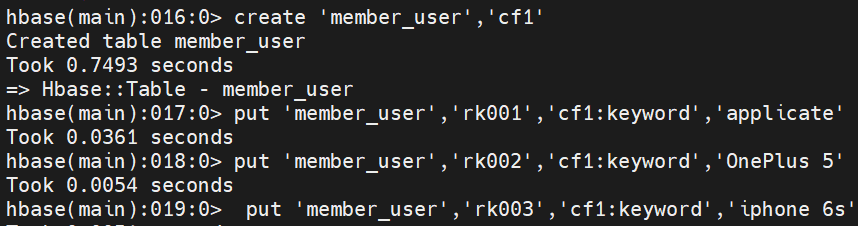 hbase(main):016:0> create 'member_user','cf1'
Created table member_user
Took 0.7493 seconds
=> Hbase::Table - member_user
hbase(main):017:0> put 'member_user','rk001','cf1:keyword','applicate'
Took 0.0361 seconds
hbase(main):018:0> put 'member_user','rk002','cf1:keyword','OnePlus 5'
Took 0.0054 seconds
hbase(main):019:0>  put 'member_user','rk003','cf1:keyword','iphone 6s'